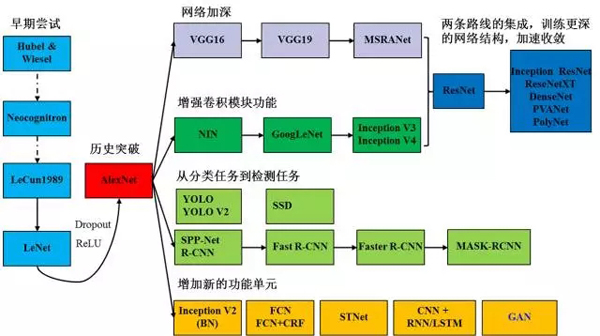 早期尝试
Hubel &
Wiesel
Neocognitron
LeCun1989
LeNet
Dropout
ReLU
历史突破
AlexNet
网络加深
VGG16
VGG19
MSRANet
增强卷积模块功能
NIN
GoogLeNet
Inception V3
Inception V4
ResNet
两条路线的集成，训练更深
的网络结构，加速收敛
Inception ResNet
ReseNetXT
DenseNet
PVANet
PolyNet
从分类任务到检测任务
YOLO
YOLO V2
SSD
SPP-Net
R-CNN
Fast R-CNN
Faster R-CNN
MASK-RCNN
增加新的功能单元
Inception V2
(BN)
FCN
FCN+CRF
STNet
CNN +
RNN/LSTM
GAN